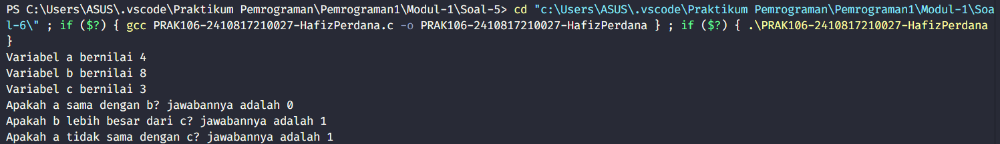 PS C:\Users\ASUS\.vscode\Praktikum Pemrograman\Pemrograman1\Modul-1\Soal-5> cd "c:\Users\ASUS\.vscode\Praktikum Pemrograman\Pemrograman1\Modul-1\Soa
l-6\" ; if ($?) { gcc PRAK106-2410817210027-HafizPerdana.c -o PRAK106-2410817210027-HafizPerdana } ; if ($?) { .\PRAK106-2410817210027-HafizPerdana
}
Variabel a bernilai 4
Variabel b bernilai 8
Variabel c bernilai 3
Apakah a sama dengan b? jawabannya adalah 0
Apakah b lebih besar dari c? jawabannya adalah 1
Apakah a tidak sama dengan c? jawabannya adalah 1